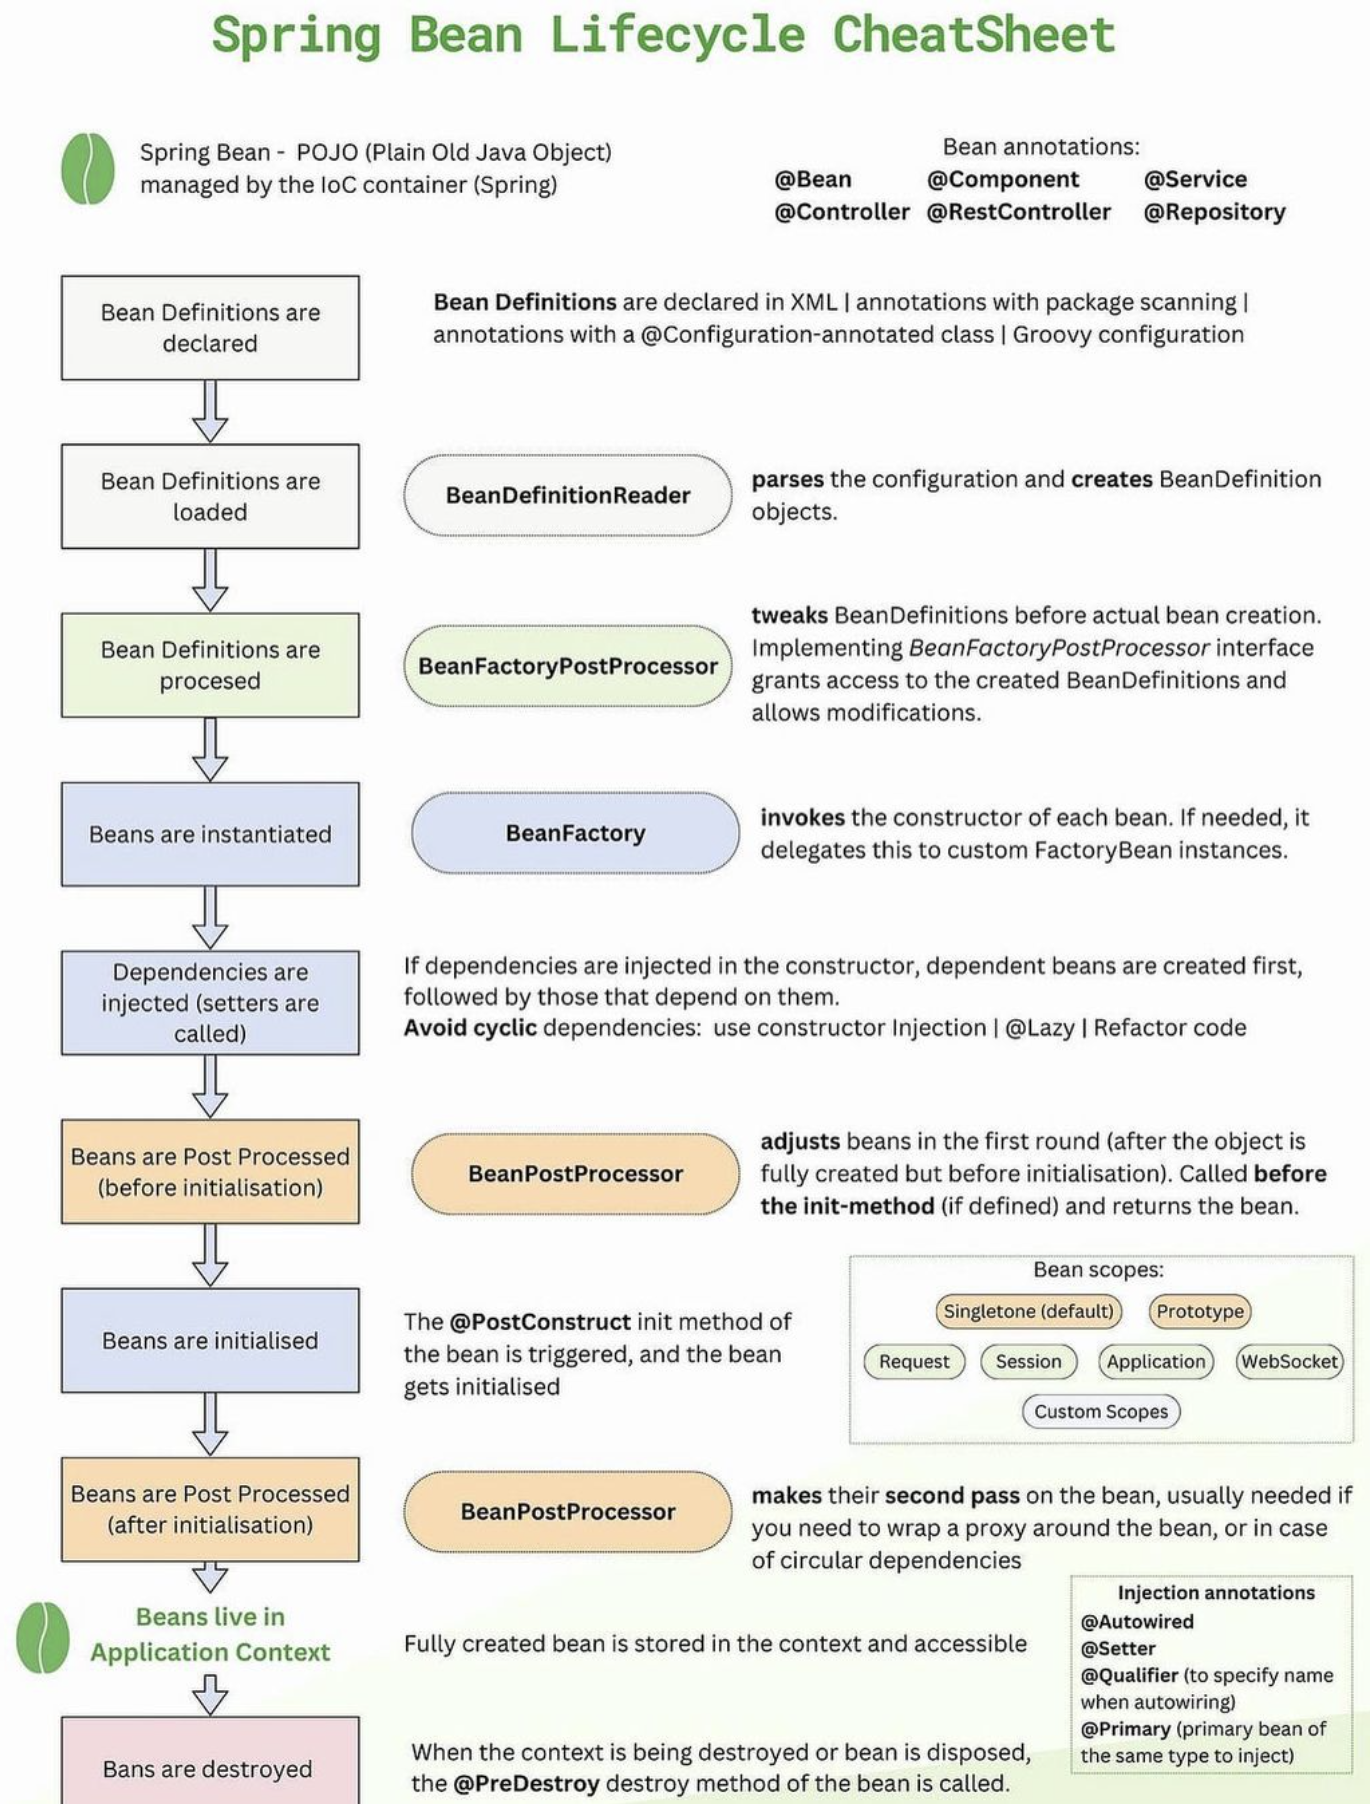 Spring Bean Lifecycle CheatSheet
Spring Bean - POJO (Plain Old Java Object)
managed by the IoC container (Spring)
Bean annotations:
@Bean @Component @Service
@Controller @RestController @Repository
Bean Definitions are
declared
Bean Definitions are declared in XML | annotations with package scanning |
annotations with a @Configuration-annotated class | Groovy configuration
Bean Definitions are
loaded
BeanDefinitionReader
parses the configuration and creates BeanDefinition
objects.
Bean Definitions are
procesed
BeanFactoryPostProcessor
tweaks BeanDefinitions before actual bean creation.
Implementing BeanFactoryPostProcessor interface
grants access to the created BeanDefinitions and
allows modifications.
Beans are instantiated
BeanFactory
invokes the constructor of each bean. If needed, it
delegates this to custom FactoryBean instances.
Dependencies are
injected (setters are
called)
If dependencies are injected in the constructor, dependent beans are created first,
followed by those that depend on them.
Avoid cyclic dependencies: use constructor Injection | @Lazy | Refactor code
Beans are Post Processed
(before initialisation)
BeanPostProcessor
adjusts beans in the first round (after the object is
fully created but before initialisation). Called before
the init-method (if defined) and returns the bean.
Beans are initialised
The @PostConstruct init method of
the bean is triggered, and the bean
gets initialised
Bean scopes:
Singletone (default) Prototype
Request Session Application WebSocket
Custom Scopes
Beans are Post Processed
(after initialisation)
BeanPostProcessor
makes their second pass on the bean, usually needed if
you need to wrap a proxy around the bean, or in case
of circular dependencies
Beans live in
Application Context
Fully created bean is stored in the context and accessible
Injection annotations
@Autowired
@Setter
@Qualifier (to specify name
when autowiring)
@Primary (primary bean of
the same type to inject)
Bans are destroyed
When the context is being destroyed or bean is disposed,
the @PreDestroy destroy method of the bean is called.